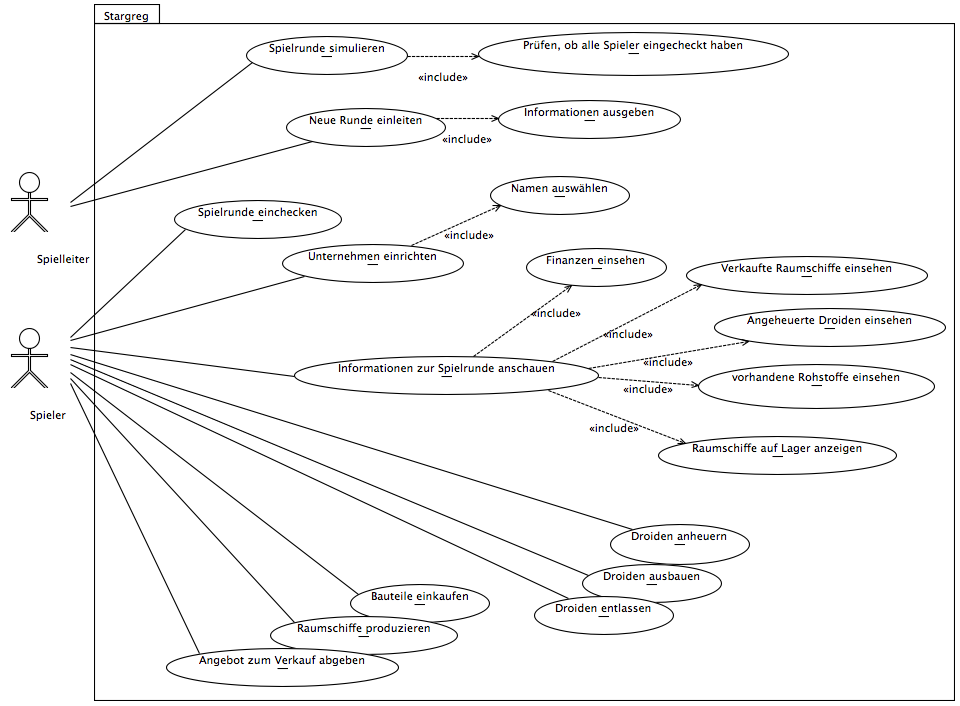 Stargreg
Spielrunde simulieren
Prüfen, ob alle Spieler eingecheckt haben
«include»
Neue Runde einleiten
Informationen ausgeben
«include»
Spielleiter
Namen auswählen
Spielrunde einchecken
«include»
Unternehmen einrichten
Finanzen einsehen
Verkaufte Raumschiffe einsehen
«include»
Angeheuerte Droiden einsehen
«include»
«include»
Informationen zur Spielrunde anschauen
vorhandene Rohstoffe einsehen
«include»
Spieler
«include»
Raumschiffe auf Lager anzeigen
Droiden anheuern
Droiden ausbauen
Bauteile einkaufen
Droiden entlassen
Raumschiffe produzieren
Angebot zum Verkauf abgeben